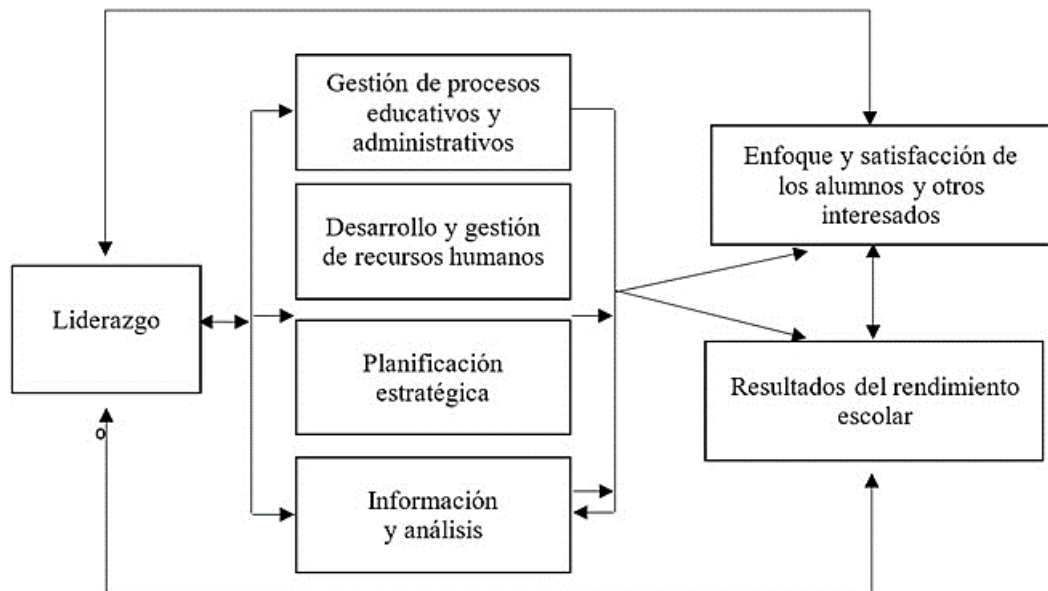 Gestión de procesos
educativos y
administrativos
Enfoque y satisfacción de
los alumnos y otros
interesados
Desarrollo y gestión
de recursos humanos
Liderazgo
Planificación
estratégica
Resultados del rendimiento
escolar
o
Información
y análisis